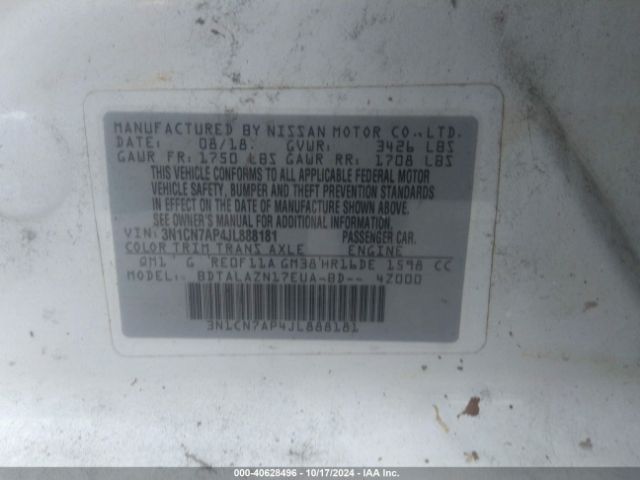 MANUFACTURED BY NISSAN MOTOR CO.,LTD.
DATE: 08/18. GVWR: 3426 LBS
GAWR FR: 1750 LBS GAWR RR: 1708 LBS
THIS VEHICLE CONFORMS TO ALL APPLICABLE FEDERAL MOTOR
VEHICLE SAFETY, BUMPER AND THEFT PREVENTION STANDARDS
IN EFFECT ON THE DATE OF MANUFACTURE SHOWN ABOVE.
SEE OWNER'S MANUAL FOR ADDITIONAL INFORMATION.
VIN: 3N1CN7AP4JL888181 PASSENGER CAR.
COLOR TRIM TRANS AXLE ENGINE
QM1 G RE0F11A GM38 HR16DE 1598 CC
MODEL: BDTALAZN17EUA-BD-- 4Z000
3N1CN7AP4JL888181
000-40628496 - 10/17/2024 - IAA Inc.